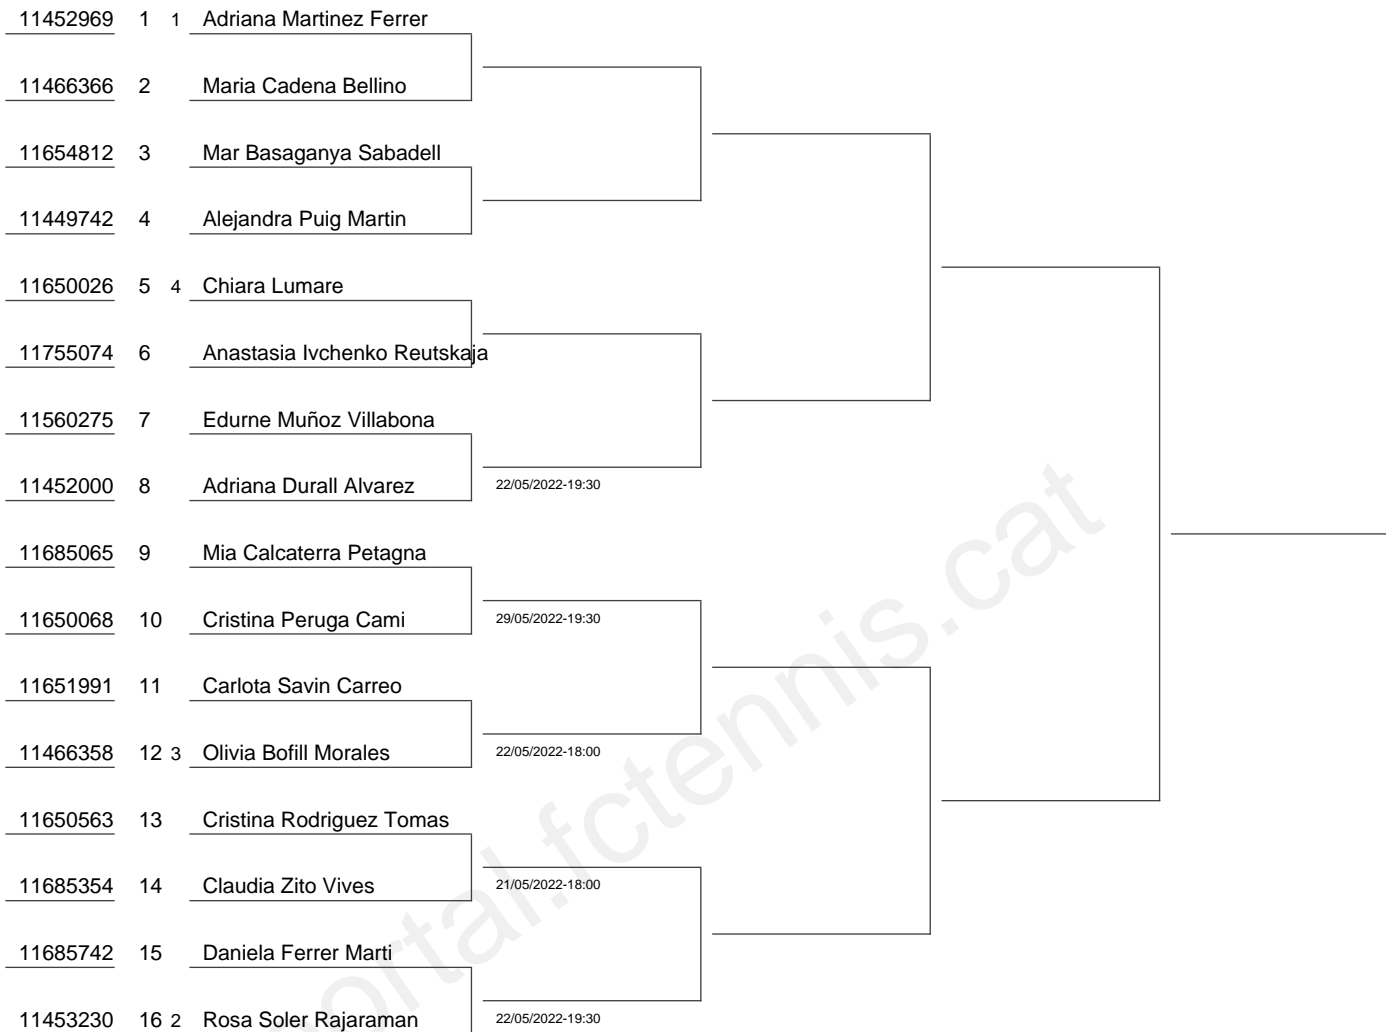 11452969 1 1 Adriana Martinez Ferrer
11466366 2 Maria Cadena Bellino
11654812 3 Mar Basaganya Sabadell
11449742 4 Alejandra Puig Martin
11650026 5 4 Chiara Lumare
11755074 6 Anastasia Ivchenko Reutskaja
11560275 7 Edurne Muñoz Villabona
11452000 8 Adriana Durall Alvarez 22/05/2022-19:30
11685065 9 Mia Calcaterra Petagna
11650068 10 Cristina Peruga Cami 29/05/2022-19:30
11651991 11 Carlota Savin Carreo
11466358 12 3 Olivia Bofill Morales 22/05/2022-18:00
11650563 13 Cristina Rodriguez Tomas
11685354 14 Claudia Zito Vives 21/05/2022-18:00
11685742 15 Daniela Ferrer Marti
11453230 16 2 Rosa Soler Rajaraman 22/05/2022-19:30
ortal.fctennis.cat